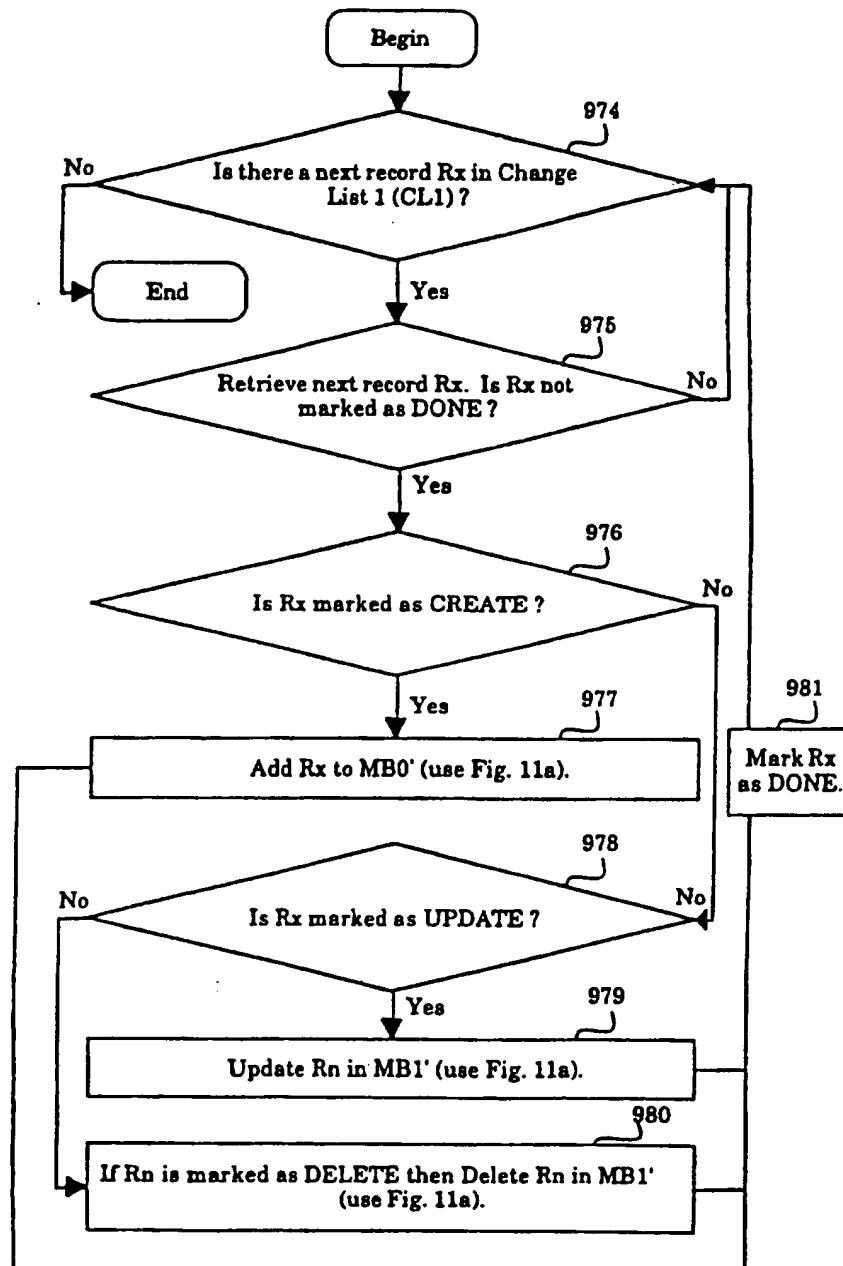 Begin
974
No
Is there a next record Rx in Change
List 1 (CL1) ?
End
Yes
975
Retrieve next record Rx. Is Rx not
marked as DONE ?
No
Yes
976
No
Is Rx marked as CREATE ?
Yes
977
981
Add Rx to MB0' (use Fig. 11a).
Mark Rx
as DONE.
978
No
No
Is Rx marked as UPDATE ?
Yes
979
Update Rn in MB1' (use Fig. 11a).
980
If Rn is marked as DELETE then Delete Rn in MB1'
(use Fig. 11a).